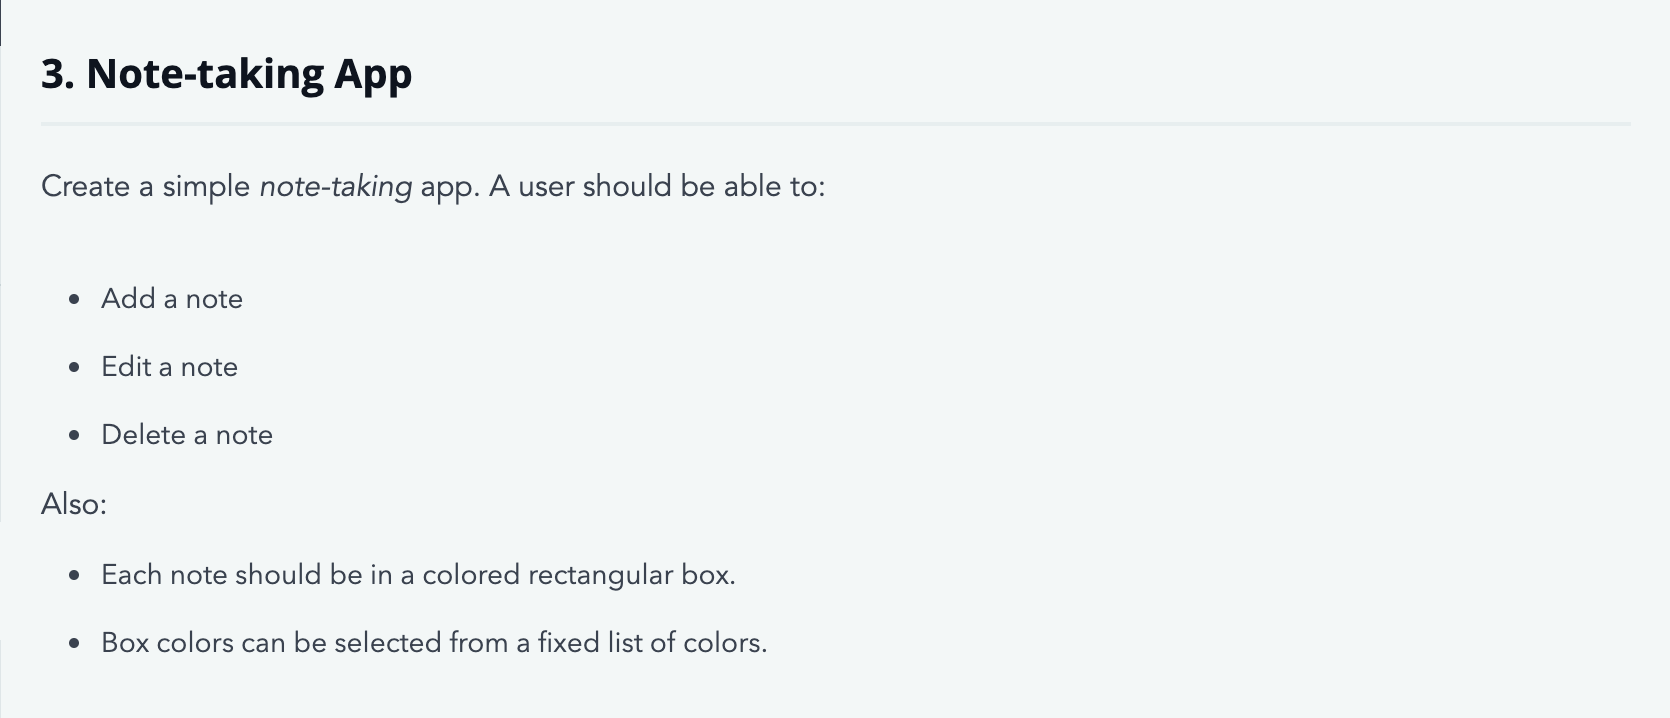 3. Note-taking App
Create a simple note-taking app. A user should be able to:
• Add a note
• Edit a note
• Delete a note
Also:
• Each note should be in a colored rectangular box.
• Box colors can be selected from a fixed list of colors.